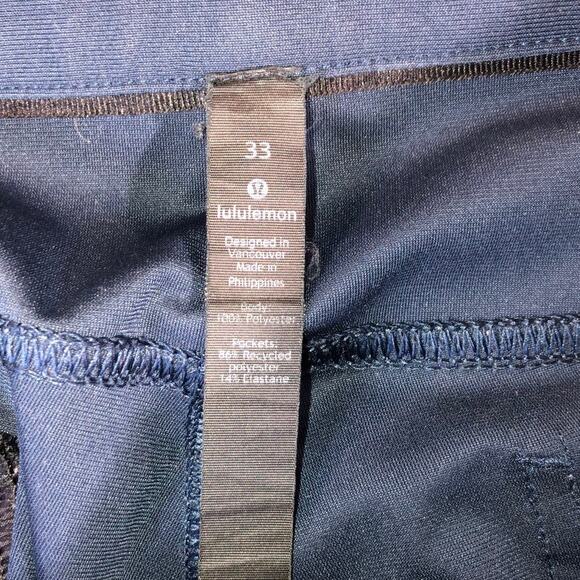 33
lululemon
Designed in
Vancouver
Made in
Philippines
Body:
100% Polyester
Pockets:
86% Recycled
polyester
14% Elastane